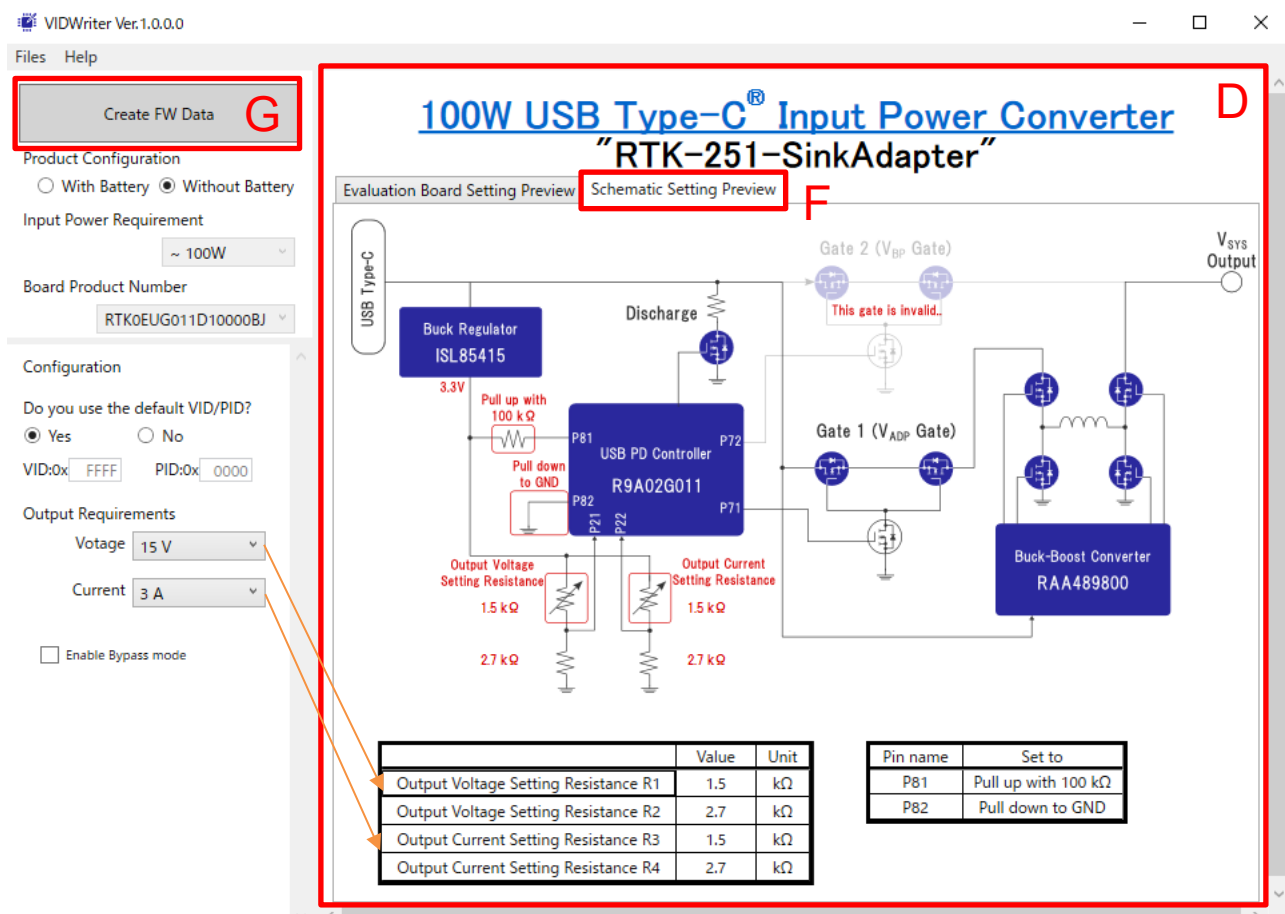 VIDWriter Ver.1.0.0.0
Files Help
Create FW Data G
Product Configuration
With Battery Without Battery
Input Power Requirement
~ 100W
Board Product Number
RTK0EUG011D10000BJ
Configuration
Do you use the default VID/PID?
Yes No
VID:0x FFFF PID:0x 0000
Output Requirements
Votage 15 V
Current 3 A
Enable Bypass mode
D
100W USB Type-C® Input Power Converter
"RTK-251-SinkAdapter"
Evaluation Board Setting Preview Schematic Setting Preview F
USB Type-C
Buck Regulator
ISL85415
3.3V
Pull up with
100 kΩ
Pull down
to GND
Discharge
P81
P82
P21
P22
P72
P71
USB PD Controller
R9A02G011
Gate 2 (VBP Gate)
This gate is invalid..
Gate 1 (VADP Gate)
VSYS
Output
Buck-Boost Converter
RAA489800
Output Voltage
Setting Resistance
1.5 kΩ
2.7 kΩ
Output Current
Setting Resistance
1.5 kΩ
2.7 kΩ
Value Unit
Output Voltage Setting Resistance R1 1.5 kΩ
Output Voltage Setting Resistance R2 2.7 kΩ
Output Current Setting Resistance R3 1.5 kΩ
Output Current Setting Resistance R4 2.7 kΩ
Pin name Set to
P81 Pull up with 100 kΩ
P82 Pull down to GND